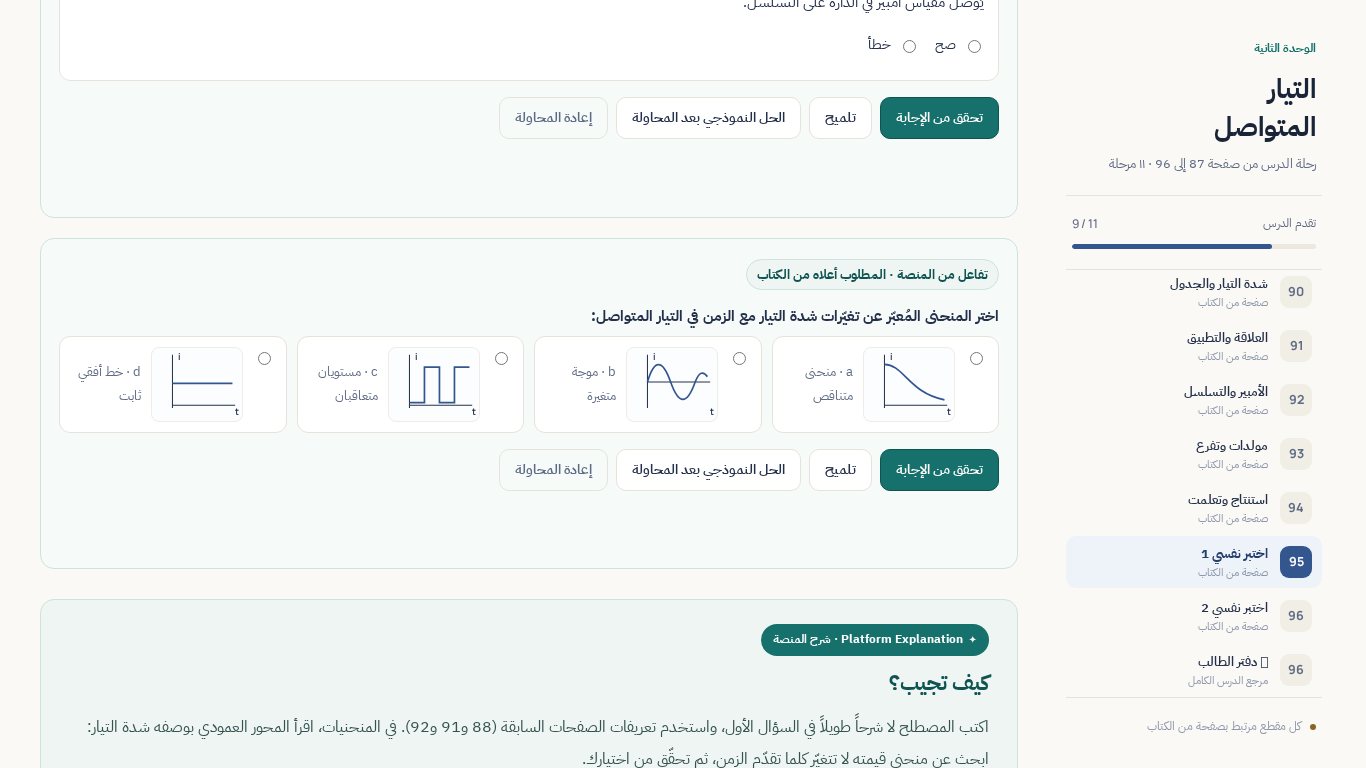 الوحدة الثانية
التيار
المتواصل
رحلة الدرس من صفحة 87 إلى 96 · ١١ مرحلة
تقدم الدرس
9 / 11
90
شدة التيار والجدول
صفحة من الكتاب
91
العلاقة والتطبيق
صفحة من الكتاب
92
الأمبير والتسلسل
صفحة من الكتاب
93
مولدات وتفرع
صفحة من الكتاب
94
استنتاج وتعلمت
صفحة من الكتاب
95
اختبر نفسي 1
صفحة من الكتاب
96
اختبر نفسي 2
صفحة من الكتاب
96
دفتر الطالب
مرجع الدرس الكامل
كل مقطع مرتبط بصفحة من الكتاب
يوصل مقياس أمبير في الدارة على التسلسل.
صح
خطأ
تحقق من الإجابة
تلميح
الحل النموذجي بعد المحاولة
إعادة المحاولة
تفاعل من المنصة · المطلوب أعلاه من الكتاب
اختر المنحنى المُعبّر عن تغيّرات شدة التيار مع الزمن في التيار المتواصل:
i
t
a · منحنى
متناقص
i
t
b · موجة
متغيرة
i
t
c · مستويان
متعاقبان
i
t
d · خط أفقي
ثابت
تحقق من الإجابة
تلميح
الحل النموذجي بعد المحاولة
إعادة المحاولة
✦ Platform Explanation · شرح المنصة
كيف تجيب؟
اكتب المصطلح لا شرحاً طويلاً في السؤال الأول، واستخدم تعريفات الصفحات السابقة (88 و91 و92). في المنحنيات، اقرأ المحور العمودي بوصفه شدة التيار:
ابحث عن منحنى قيمته لا تتغيّر كلما تقدّم الزمن، ثم تحقّق من اختيارك.